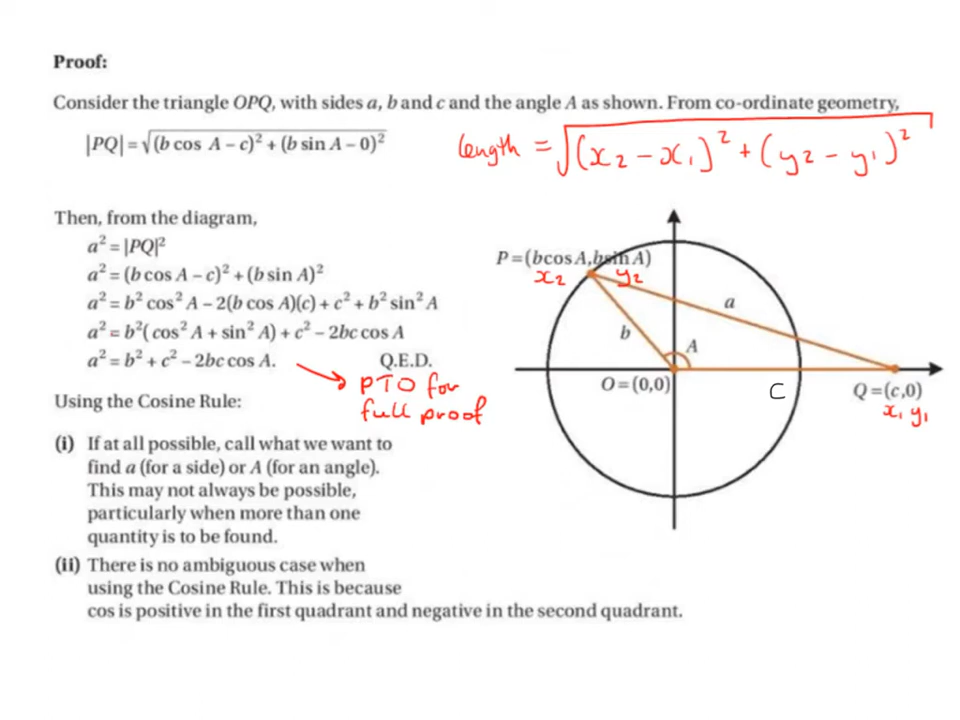 Proof:
Consider the triangle OPQ, with sides a, b and c and the angle A as shown. From co-ordinate geometry,
|PQ| = √(b cos A – c)² + (b sin A – 0)²
length = √(x₂ – x₁)² + (y₂ – y₁)²
Then, from the diagram,
a² = |PQ|²
a² = (b cos A – c)² + (b sin A)²
a² = b² cos² A – 2(b cos A)(c) + c² + b² sin² A
a² = b²( cos² A + sin² A) + c² – 2bc cos A
a² = b² + c² – 2bc cos A. Q.E.D.
→ PTO for
full proof
P = (b cos A, b sin A)
x₂ y₂
a
b
A
O = (0,0)
C
Q = (c,0)
x₁ y₁
Using the Cosine Rule:
(i) If at all possible, call what we want to
find a (for a side) or A (for an angle).
This may not always be possible,
particularly when more than one
quantity is to be found.
(ii) There is no ambiguous case when
using the Cosine Rule. This is because
cos is positive in the first quadrant and negative in the second quadrant.